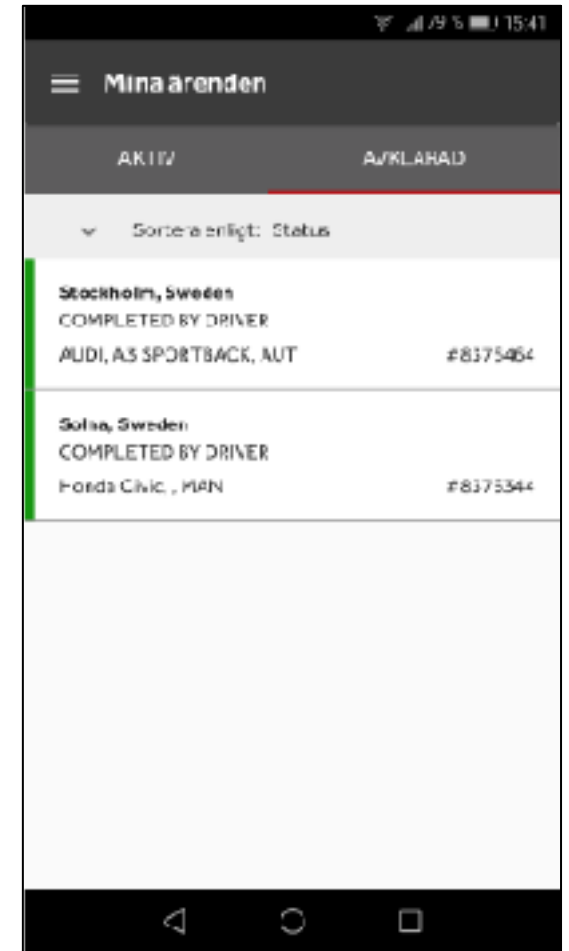 79 % 15:41
Mina ärenden
AKTIV AVKLARAD
Sortera enligt: Status
Stockholm, Sweden
COMPLETED BY DRIVER
AUDI, A3 SPORTBACK, AUT #8375464
Solna, Sweden
COMPLETED BY DRIVER
Honda Civic, , MAN #8375344